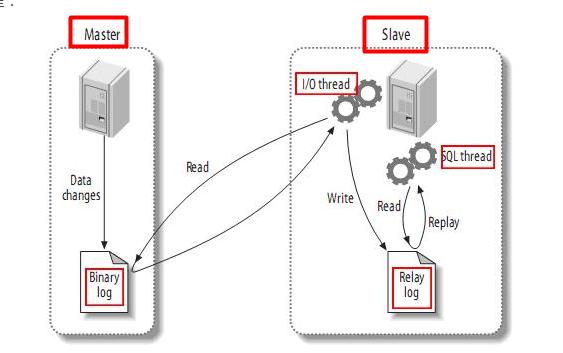 Master
Slave
I/O thread
SQL thread
Data
changes
Read
Write
Read
Replay
Binary
log
Relay
log